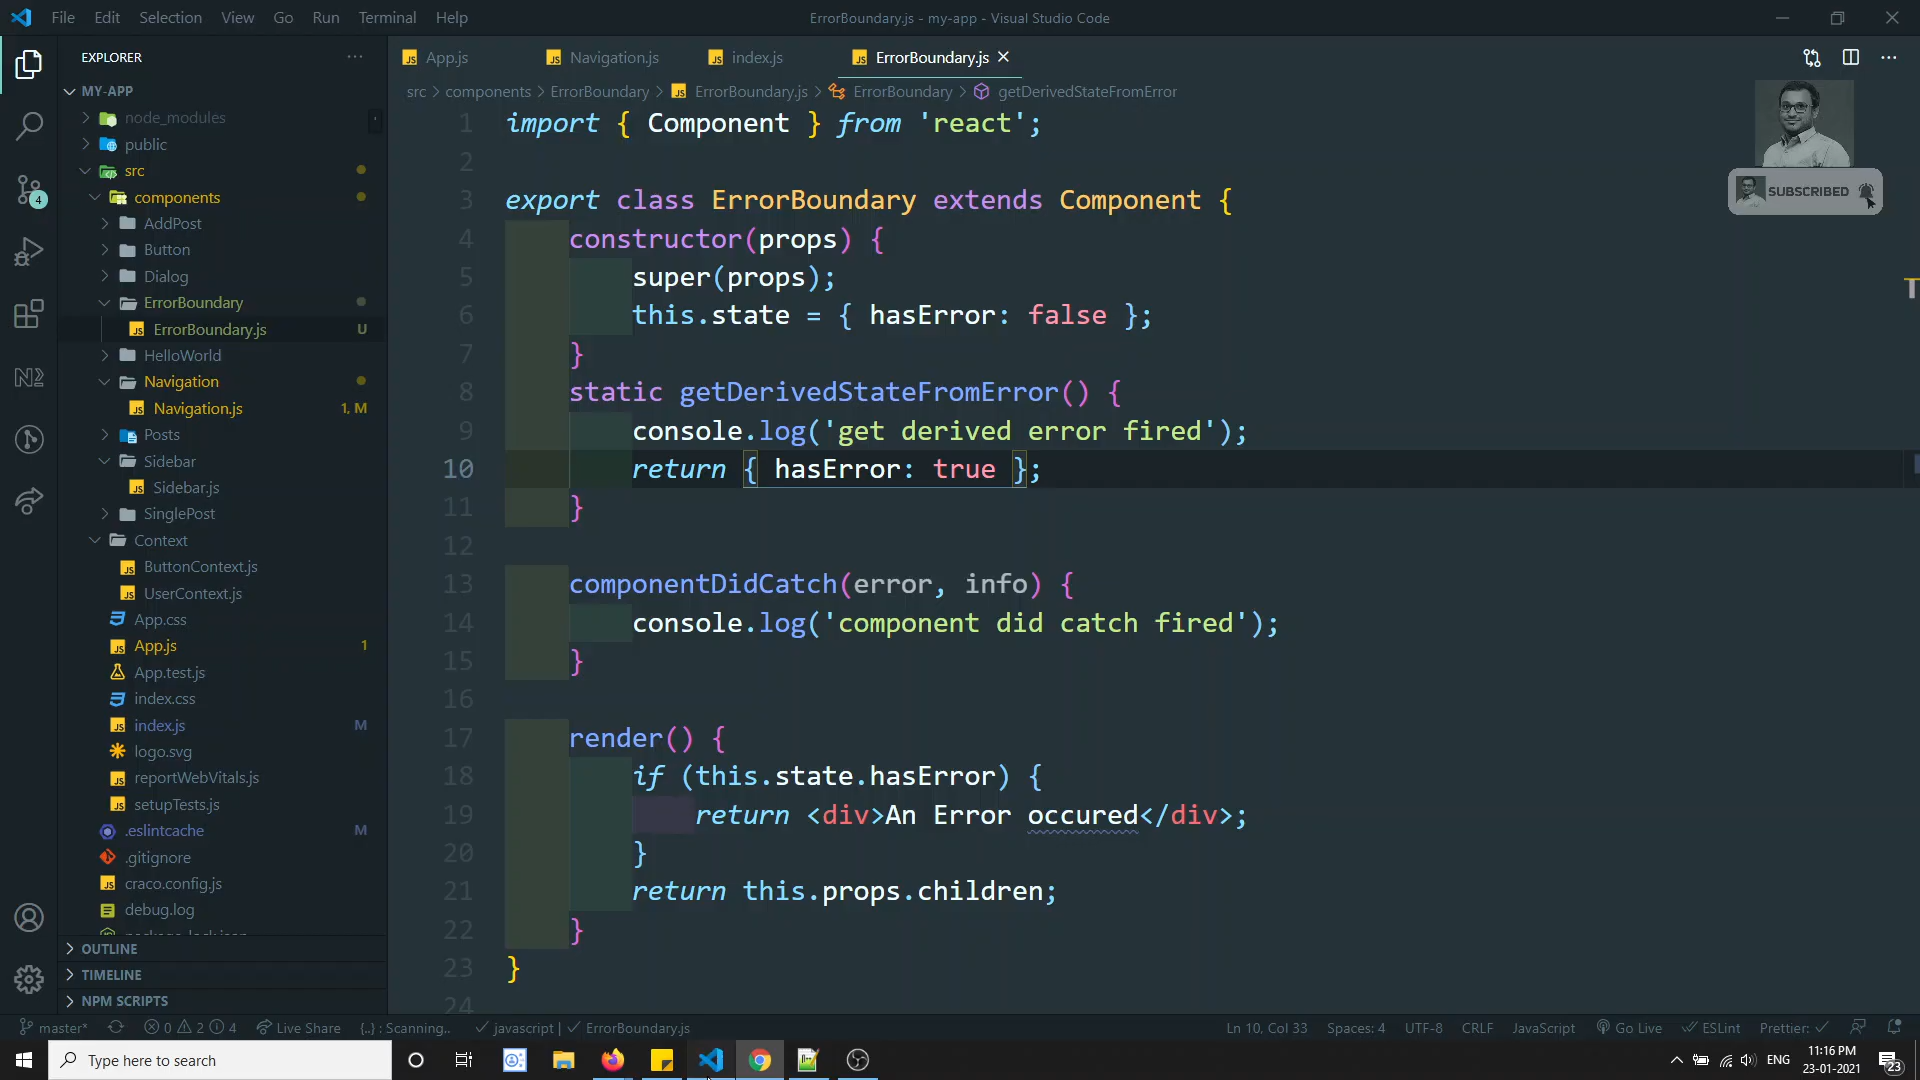 File Edit Selection View Go Run Terminal Help
ErrorBoundary.js - my-app - Visual Studio Code
EXPLORER
MY-APP
node_modules
public
src
components
AddPost
Button
Dialog
ErrorBoundary
ErrorBoundary.js U
HelloWorld
Navigation
Navigation.js 1, M
Posts
Sidebar
Sidebar.js
SinglePost
Context
ButtonContext.js
UserContext.js
App.css
App.js 1
App.test.js
index.css
index.js M
logo.svg
reportWebVitals.js
setupTests.js
.eslintcache M
.gitignore
craco.config.js
debug.log
OUTLINE
TIMELINE
NPM SCRIPTS
4
App.js Navigation.js index.js ErrorBoundary.js
src > components > ErrorBoundary > ErrorBoundary.js > ErrorBoundary > getDerivedStateFromError
1 import { Component } from 'react';
2
3 export class ErrorBoundary extends Component {
4 constructor(props) {
5 super(props);
6 this.state = { hasError: false };
7 }
8 static getDerivedStateFromError() {
9 console.log('get derived error fired');
10 return { hasError: true };
11 }
12
13 componentDidCatch(error, info) {
14 console.log('component did catch fired');
15 }
16
17 render() {
18 if (this.state.hasError) {
19 return <div>An Error occured</div>;
20 }
21 return this.props.children;
22 }
23 }
24
SUBSCRIBED
master* 0 2 4 Live Share {..} : Scanning.. javascript | ErrorBoundary.js
Ln 10, Col 33 Spaces: 4 UTF-8 CRLF JavaScript Go Live ESLint Prettier:
Type here to search
ENG
11:16 PM
23-01-2021
23